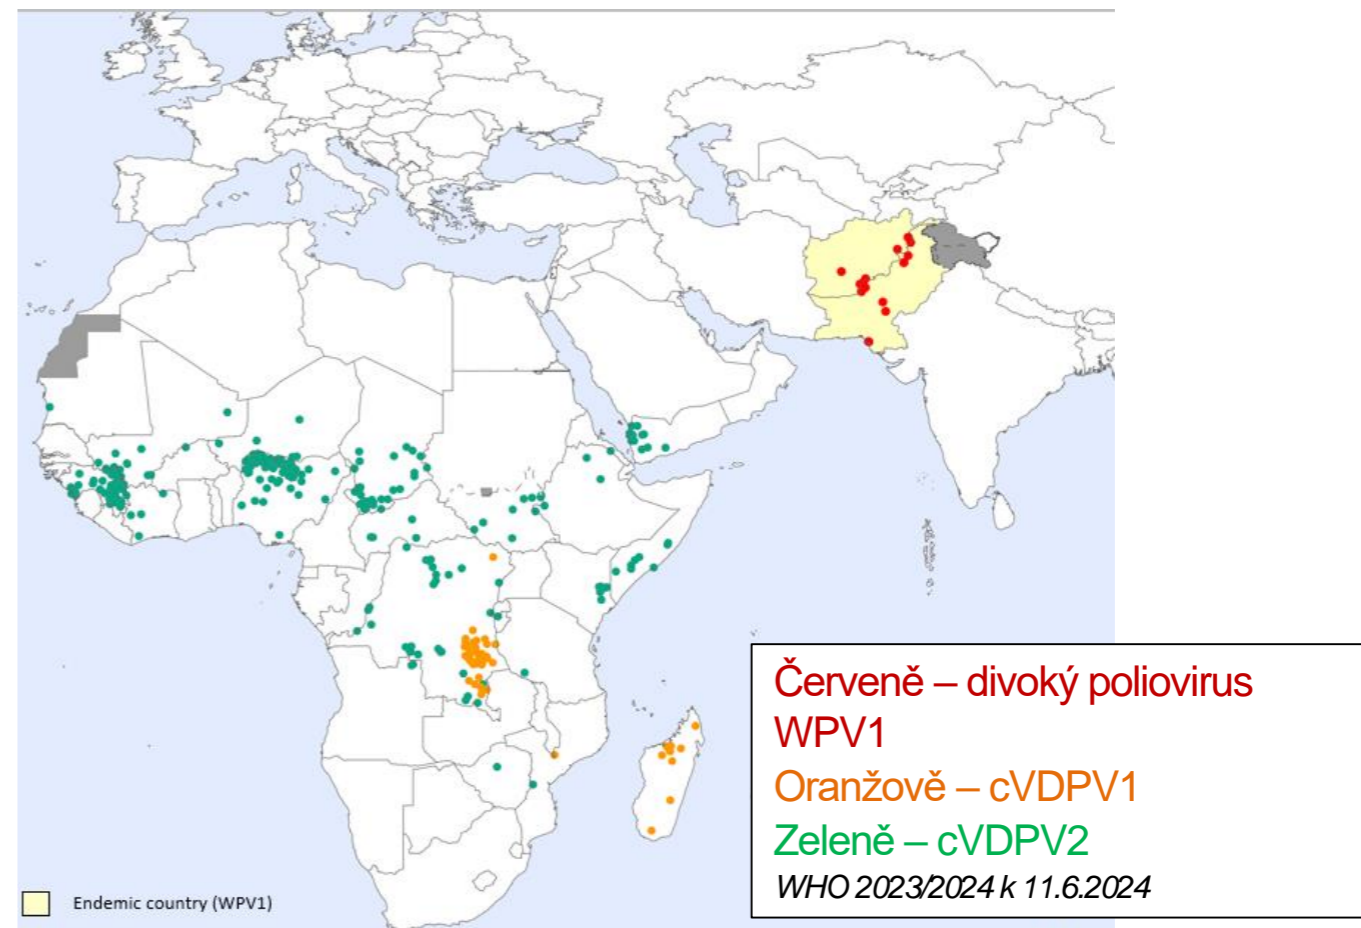 Červeně – divoký poliovirus
WPV1
Oranžově – cVDPV1
Zeleně – cVDPV2
WHO 2023/2024 k 11.6.2024
Endemic country (WPV1)